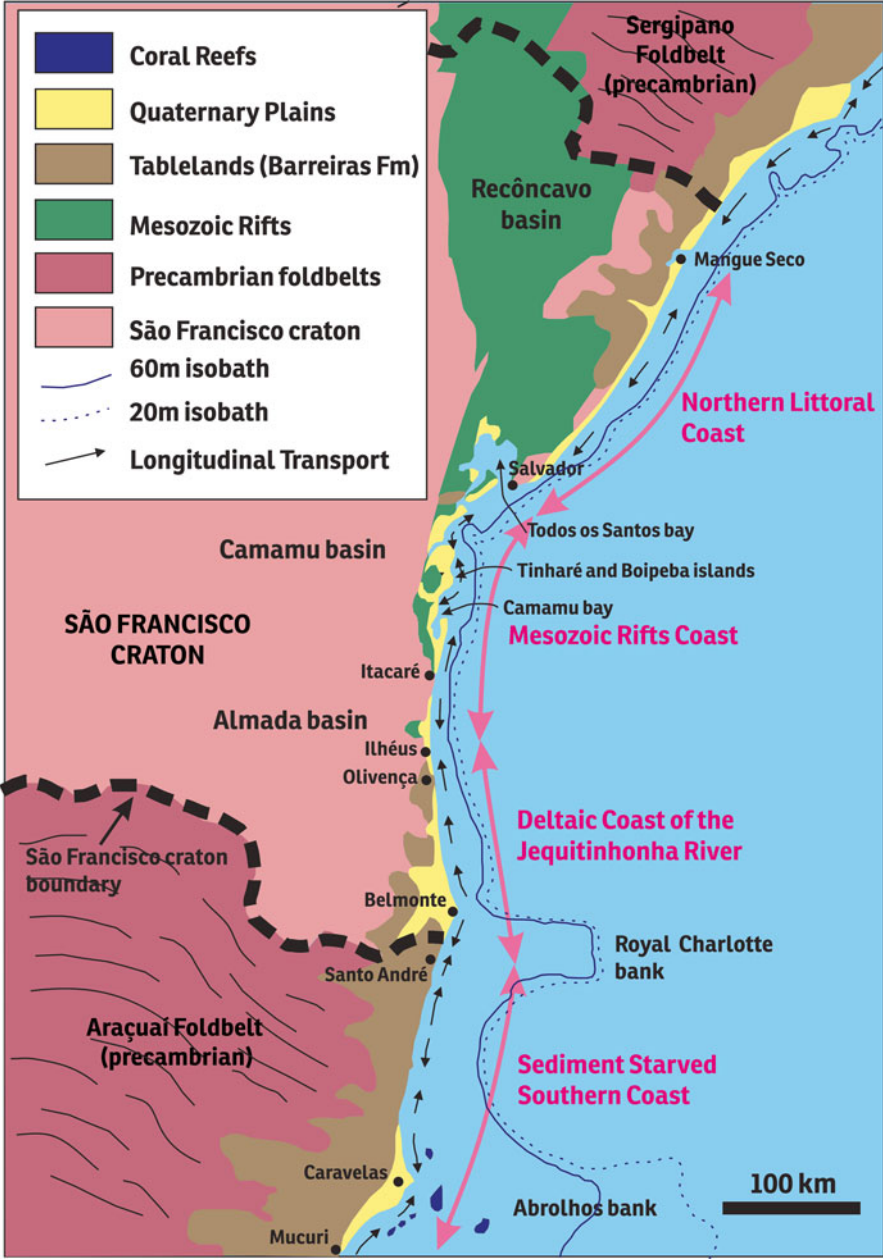 Coral Reefs
Quaternary Plains
Tablelands (Barreiras Fm)
Mesozoic Rifts
Precambrian foldbelts
São Francisco craton
60m isobath
20m isobath
Longitudinal Transport
Sergipano
Foldbelt
(precambrian)
Recôncavo
basin
Mangue Seco
Northern Littoral
Coast
Salvador
Todos os Santos bay
Camamu basin
Tinharé and Boipeba islands
Camamu bay
SÃO FRANCISCO
CRATON
Mesozoic Rifts Coast
Itacaré
Almada basin
Ilhéus
Olivença
Deltaic Coast of the
Jequitinhonha River
São Francisco craton
boundary
Belmonte
Royal Charlotte
bank
Santo André
Araçuaí Foldbelt
(precambrian)
Sediment Starved
Southern Coast
Caravelas
100 km
Abrolhos bank
Mucuri